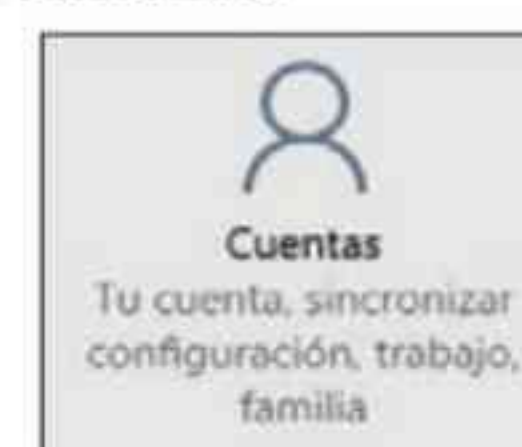 Cuentas
Tu cuenta, sincronizar
configuración, trabajo,
familia